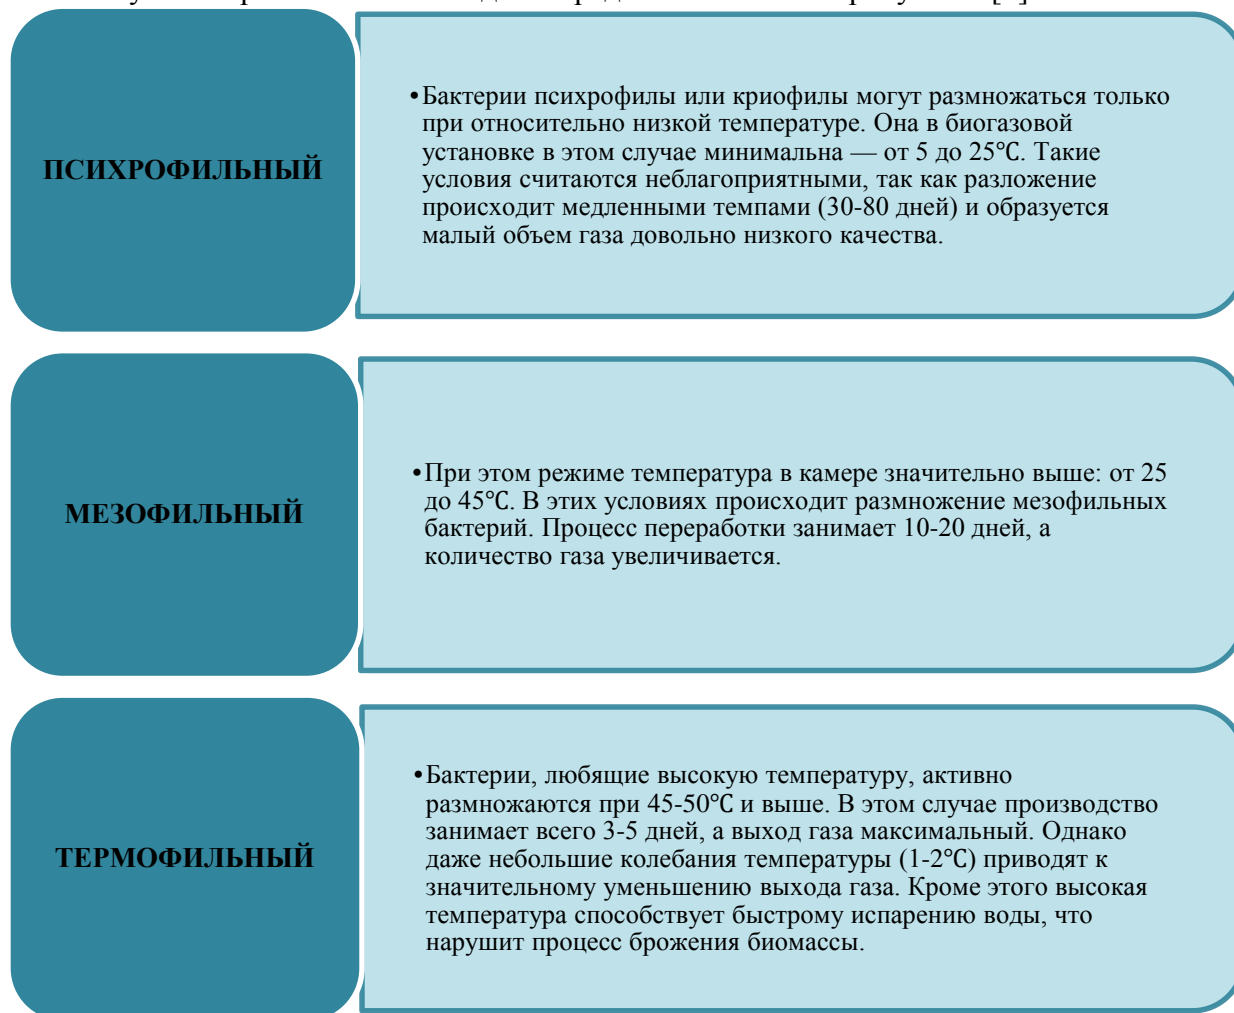 ПСИХРОФИЛЬНЫЙ
•Бактерии психрофилы или криофилы могут размножаться только
при относительно низкой температуре. Она в биогазовой
установке в этом случае минимальна — от 5 до 25℃. Такие
условия считаются неблагоприятными, так как разложение
происходит медленными темпами (30-80 дней) и образуется
малый объем газа довольно низкого качества.
МЕЗОФИЛЬНЫЙ
•При этом режиме температура в камере значительно выше: от 25
до 45℃. В этих условиях происходит размножение мезофильных
бактерий. Процесс переработки занимает 10-20 дней, а
количество газа увеличивается.
ТЕРМОФИЛЬНЫЙ
•Бактерии, любящие высокую температуру, активно
размножаются при 45-50℃ и выше. В этом случае производство
занимает всего 3-5 дней, а выход газа максимальный. Однако
даже небольшие колебания температуры (1-2℃) приводят к
значительному уменьшению выхода газа. Кроме этого высокая
температура способствует быстрому испарению воды, что
нарушит процесс брожения биомассы.